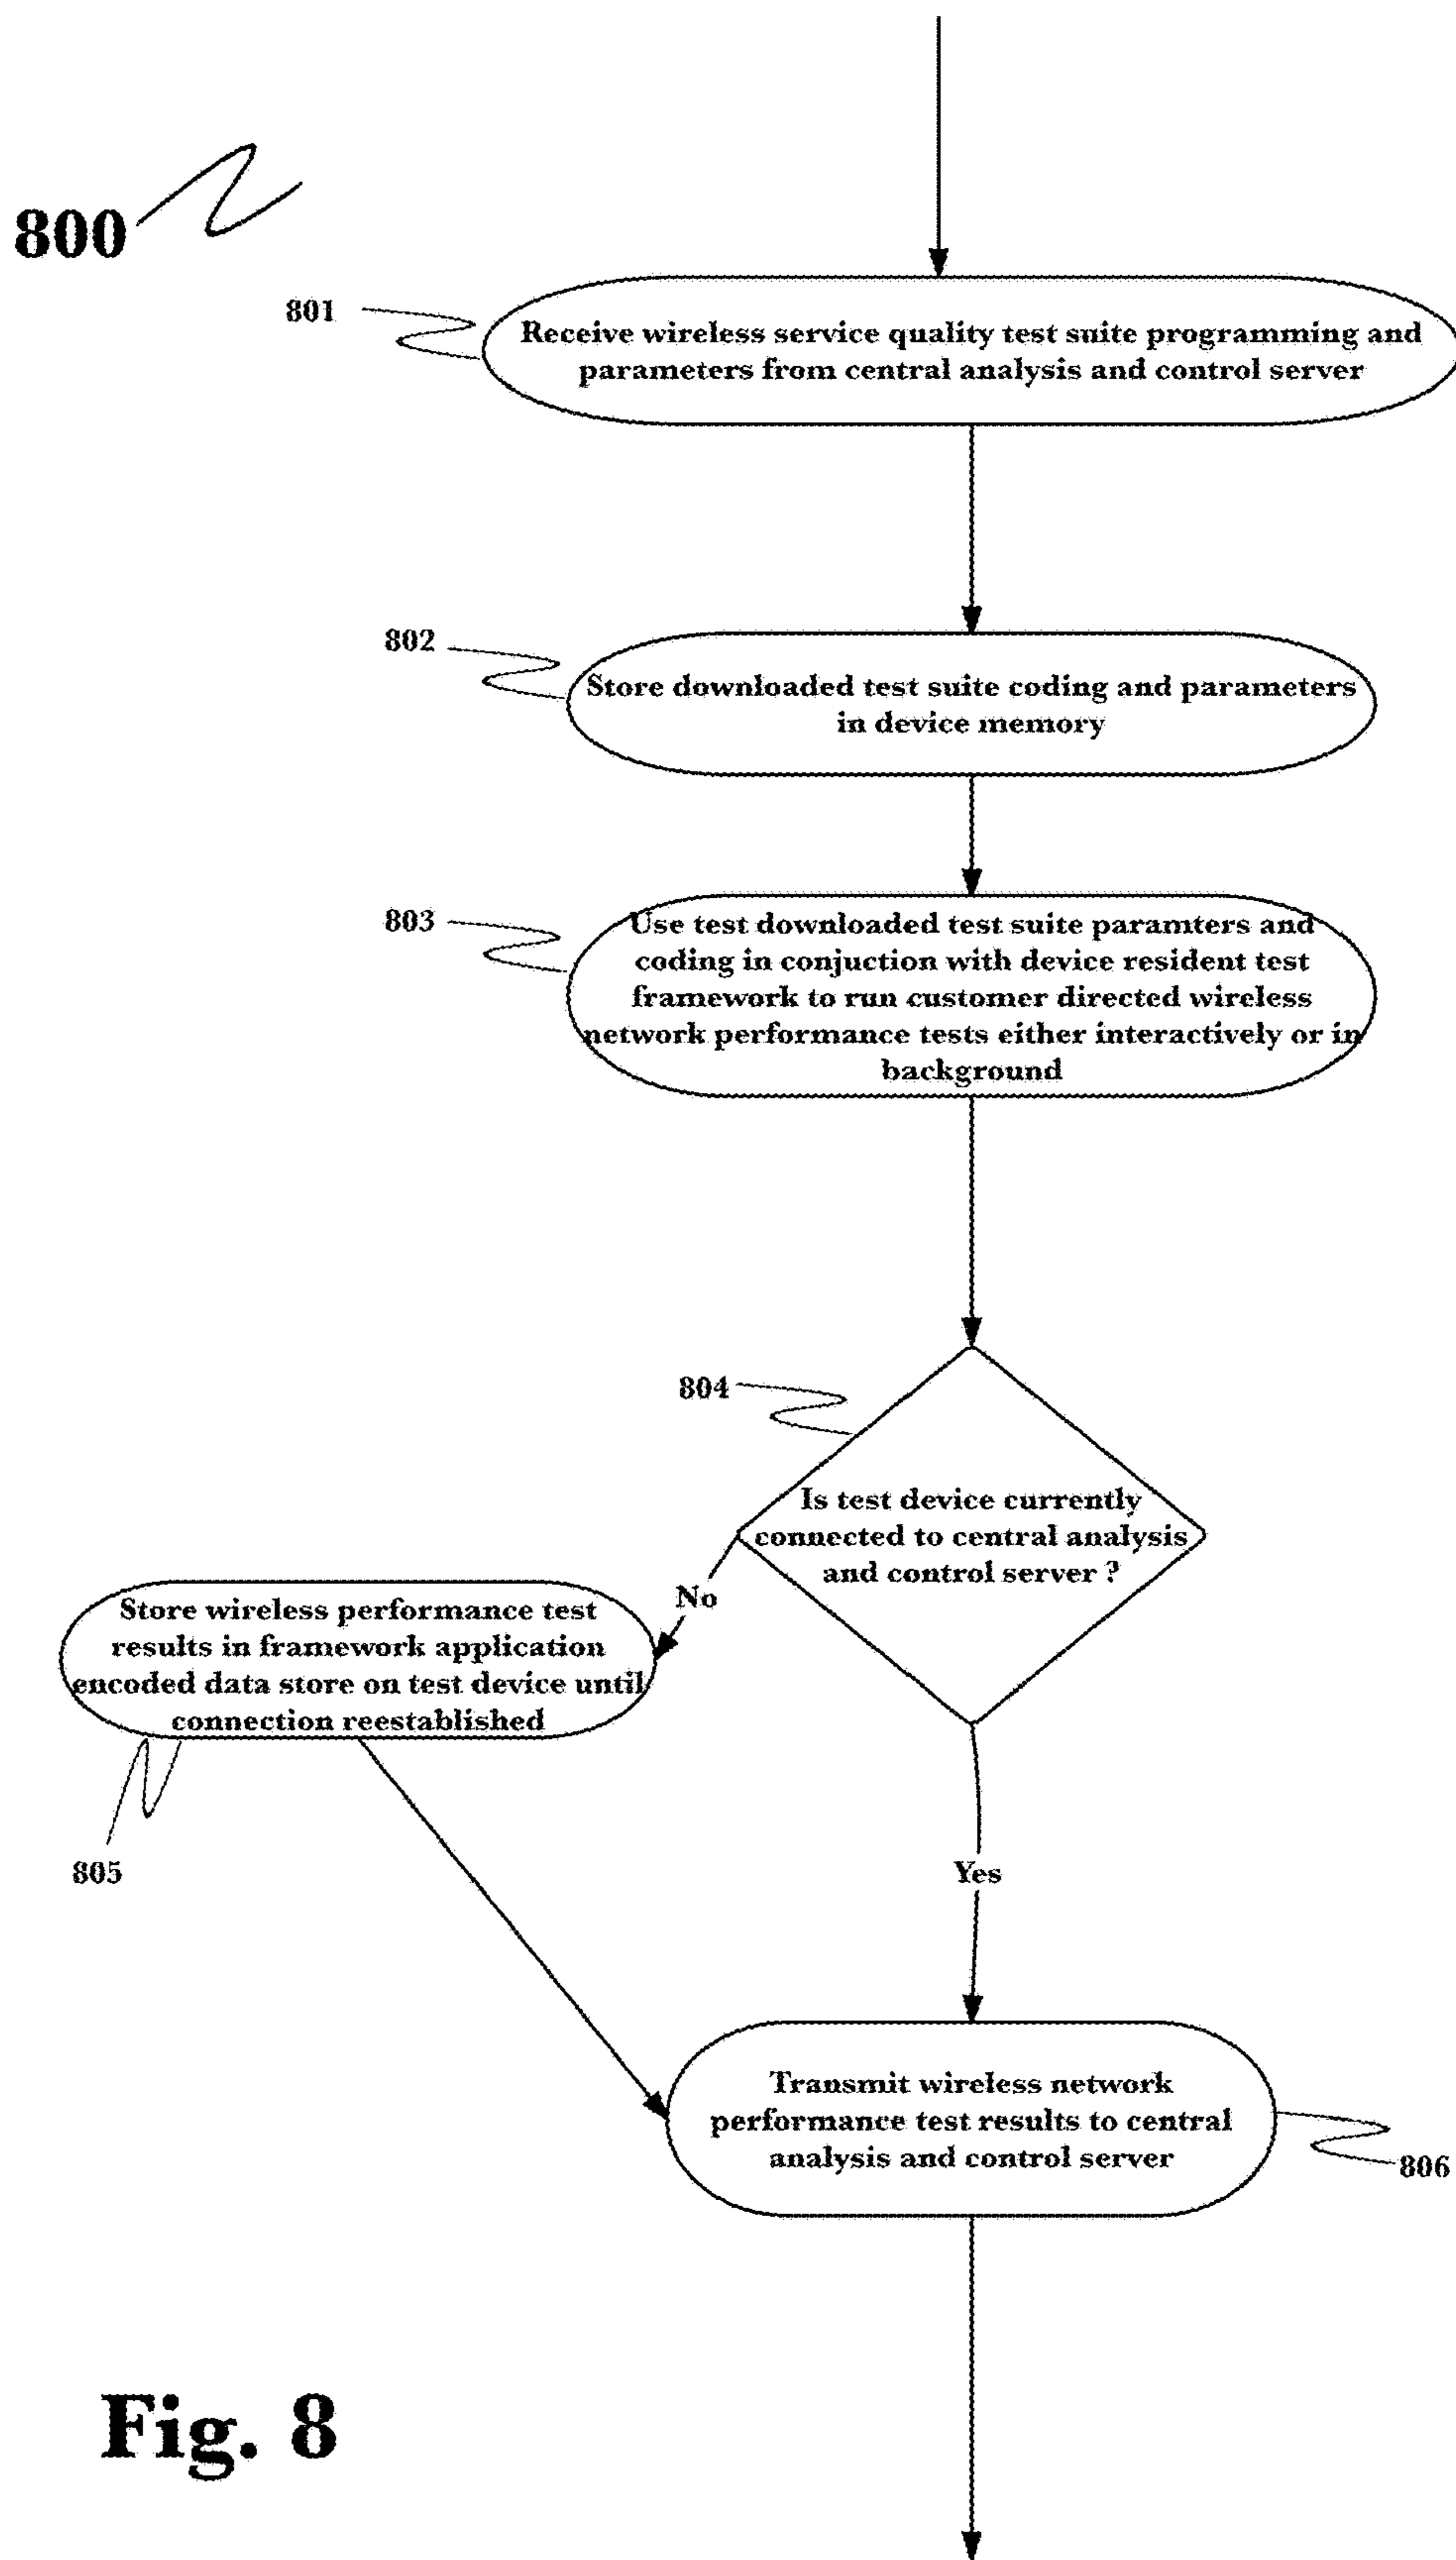 800
801
Receive wireless service quality test suite programming and
parameters from central analysis and control server
802
Store downloaded test suite coding and parameters
in device memory
803
Use test downloaded test suite paramters and
coding in conjuction with device resident test
framework to run customer directed wireless
network performance tests either interactively or in
background
804
Is test device currently
connected to central analysis
and control server ?
No
Store wireless performance test
results in framework application
encoded data store on test device until
connection reestablished
805
Yes
Transmit wireless network
performance test results to central
analysis and control server
806
Fig. 8